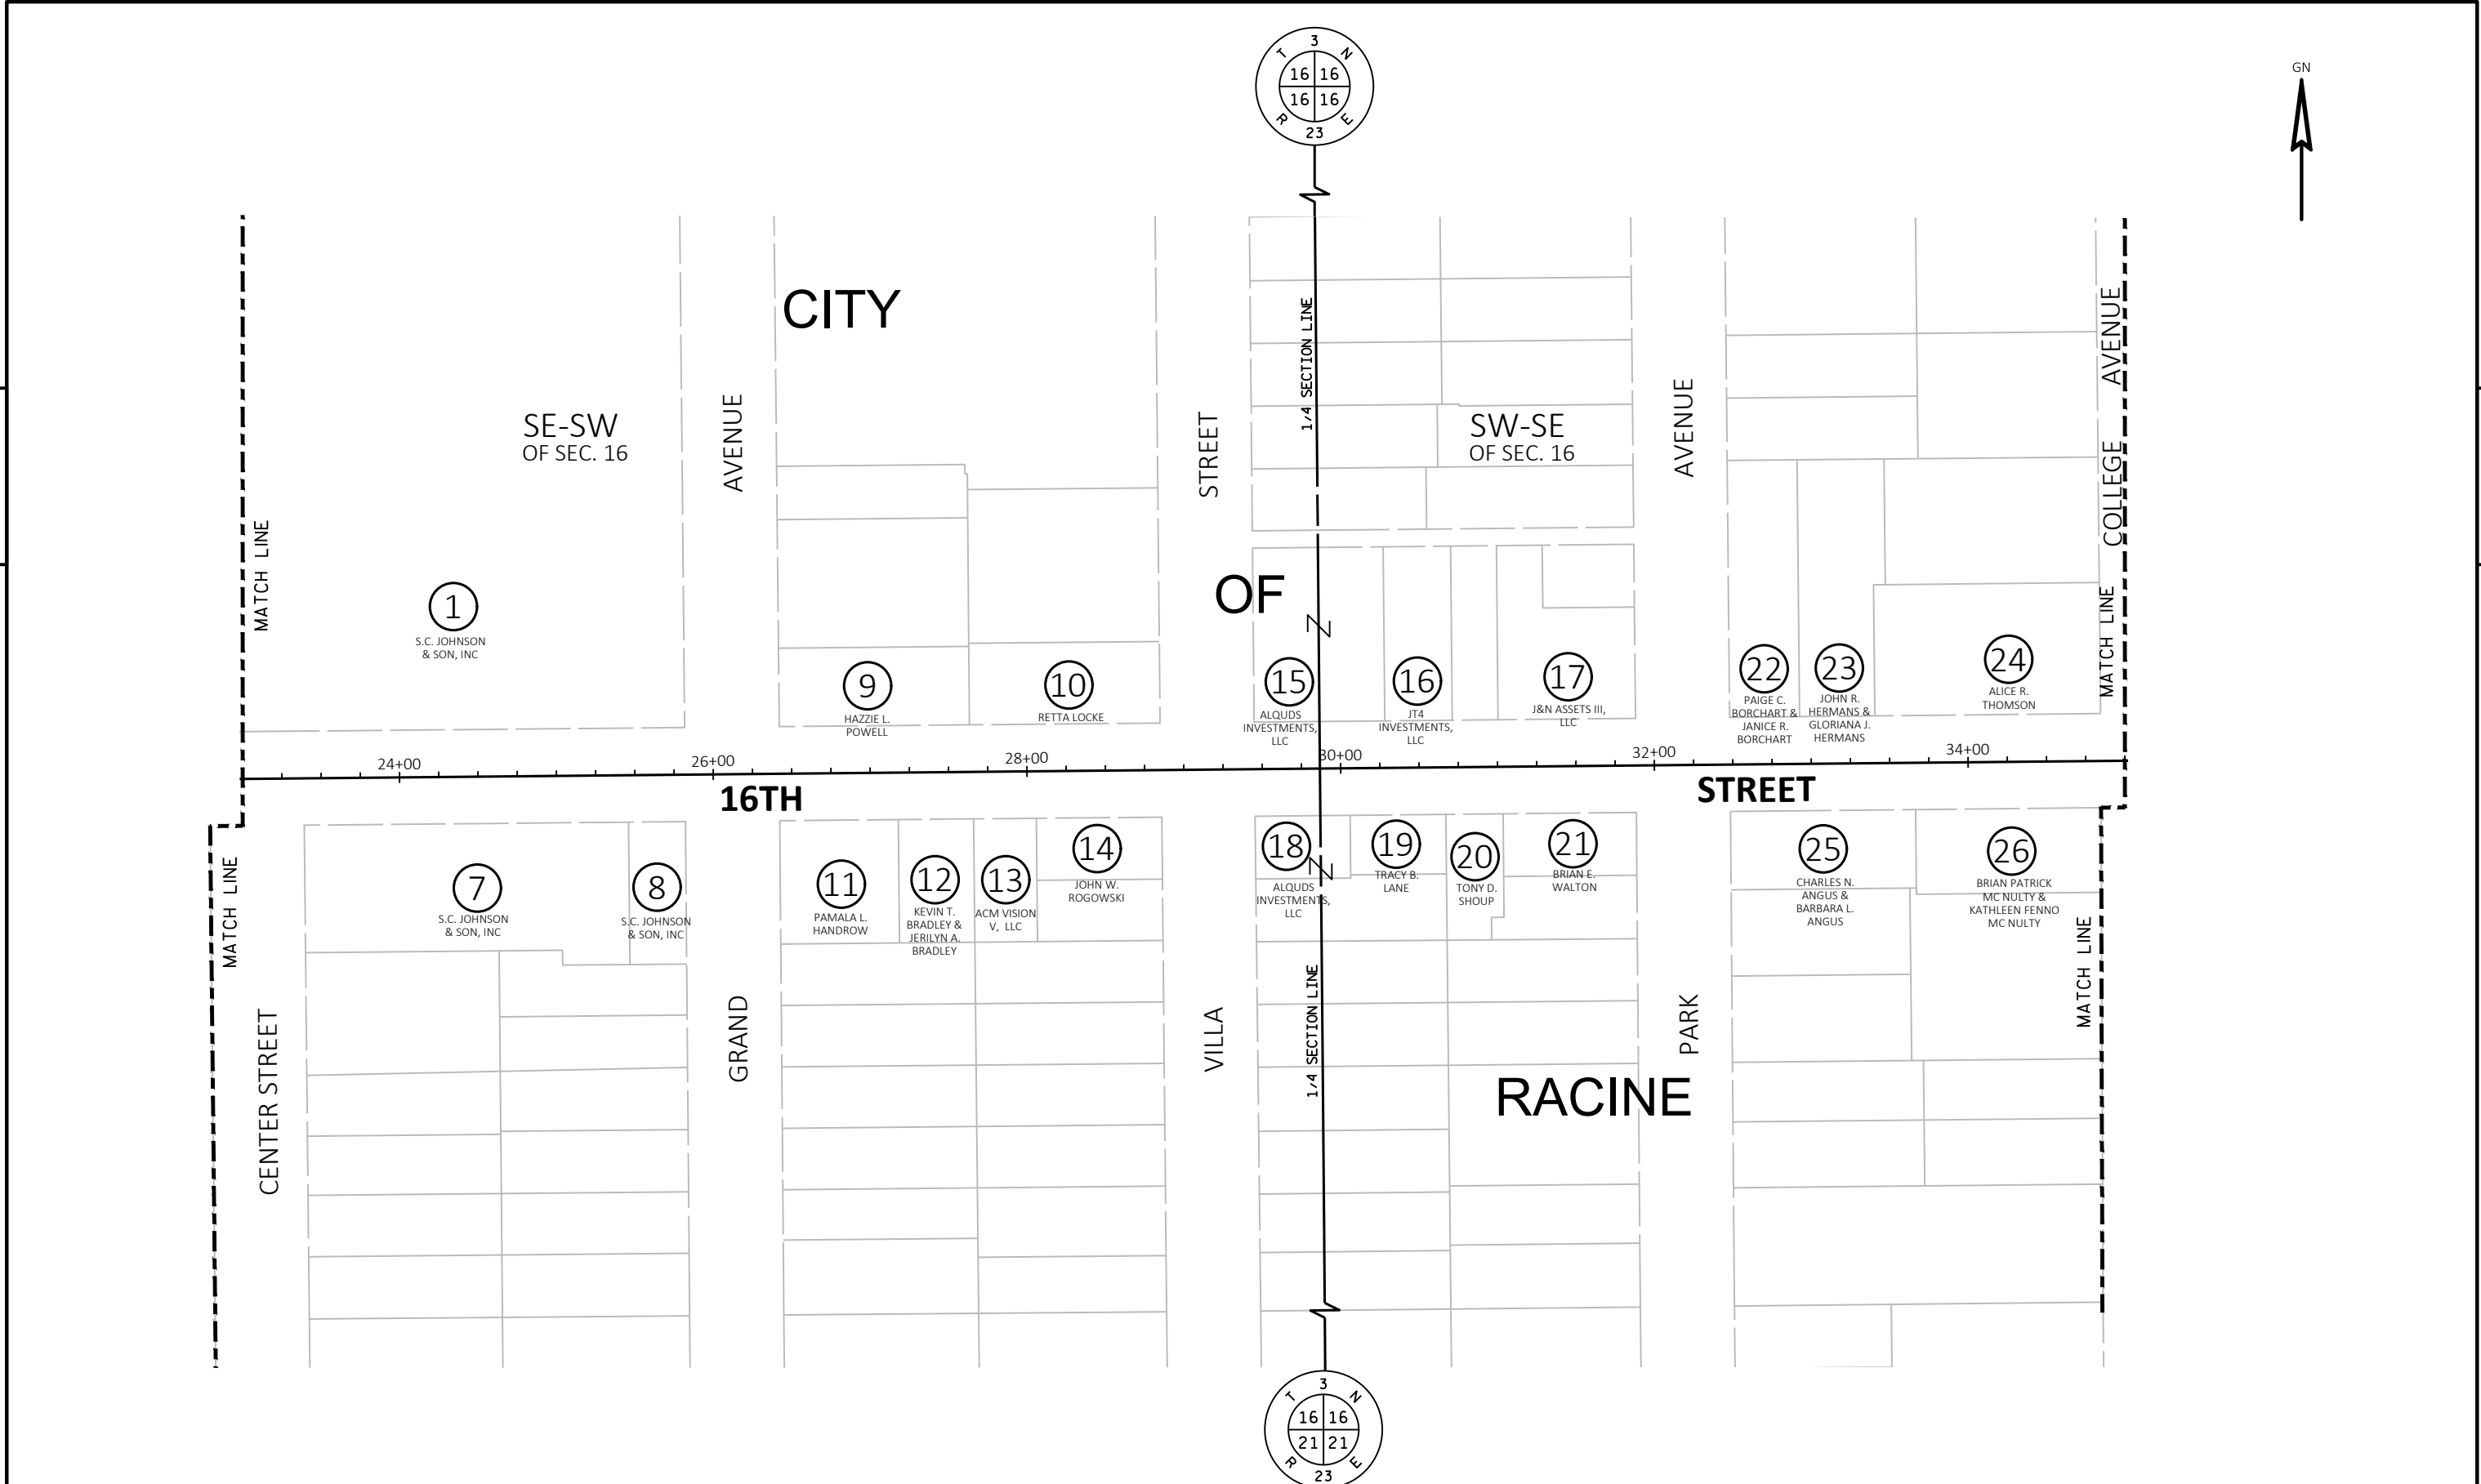 3
T N
16 16
16 16
R E
23
GN
CITY
SE-SW
OF SEC. 16
AVENUE
STREET
1/4 SECTION LINE
SW-SE
OF SEC. 16
AVENUE
COLLEGE AVENUE
MATCH LINE
MATCH LINE
OF
1
S.C. JOHNSON
& SON, INC
9
HAZZIE L.
POWELL
10
RETTA LOCKE
15
ALQUDS
INVESTMENTS,
LLC
16
JT4
INVESTMENTS,
LLC
17
J&N ASSETS III,
LLC
22
PAIGE C.
BORCHART &
JANICE R.
BORCHART
23
JOHN R.
HERMANS &
GLORIANA J.
HERMANS
24
ALICE R.
THOMSON
24+00
26+00
28+00
30+00
32+00
34+00
16TH STREET
MATCH LINE
7
S.C. JOHNSON
& SON, INC
8
S.C. JOHNSON
& SON, INC
11
PAMALA L.
HANDROW
12
KEVIN T.
BRADLEY &
JERILYN A.
BRADLEY
13
ACM VISION
V, LLC
14
JOHN W.
ROGOWSKI
18
ALQUDS
INVESTMENTS,
LLC
19
TRACY B.
LANE
20
TONY D.
SHOUP
21
BRIAN E.
WALTON
25
CHARLES N.
ANGUS &
BARBARA L.
ANGUS
26
BRIAN PATRICK
MC NULTY &
KATHLEEN FENNO
MC NULTY
MATCH LINE
CENTER STREET
GRAND
VILLA
1/4 SECTION LINE
PARK
RACINE
3
T N
16 16
21 21
R E
23